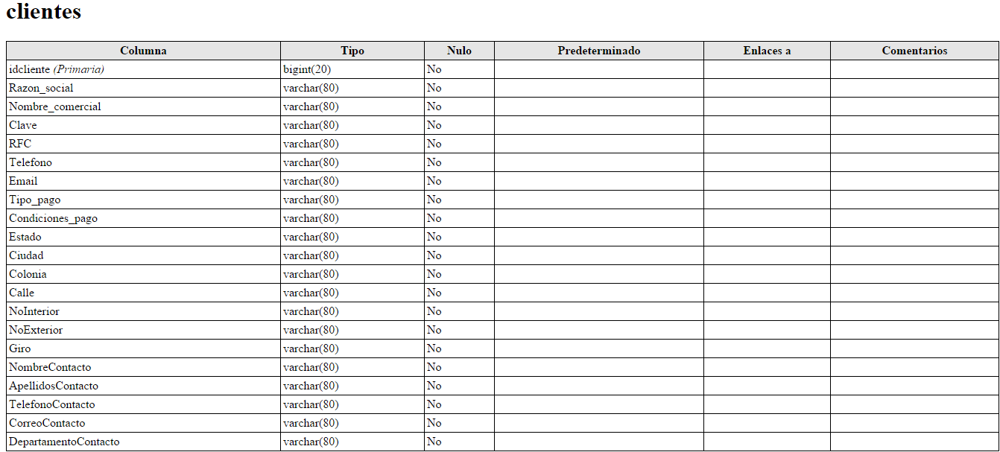 clientes
Columna Tipo Nulo Predeterminado Enlaces a Comentarios
idcliente (Primaria) bigint(20) No
Razon_social varchar(80) No
Nombre_comercial varchar(80) No
Clave varchar(80) No
RFC varchar(80) No
Telefono varchar(80) No
Email varchar(80) No
Tipo_pago varchar(80) No
Condiciones_pago varchar(80) No
Estado varchar(80) No
Ciudad varchar(80) No
Colonia varchar(80) No
Calle varchar(80) No
NoInterior varchar(80) No
NoExterior varchar(80) No
Giro varchar(80) No
NombreContacto varchar(80) No
ApellidosContacto varchar(80) No
TelefonoContacto varchar(80) No
CorreoContacto varchar(80) No
DepartamentoContacto varchar(80) No